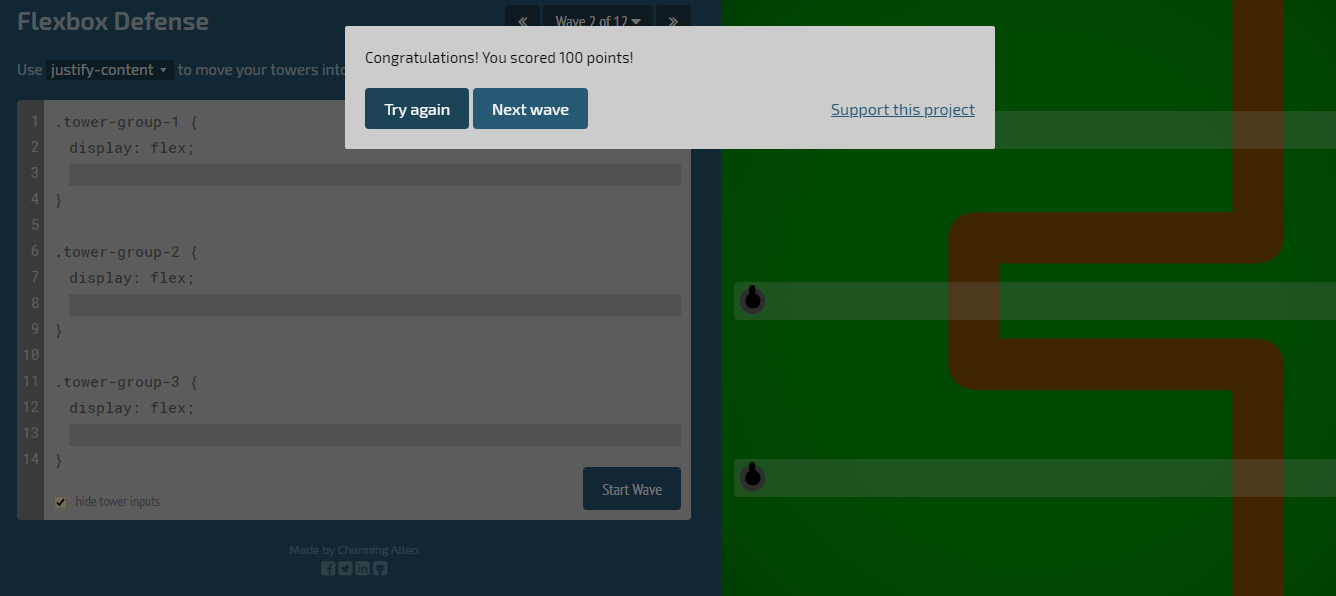 Flexbox Defense
« Wave 2 of 12 »
Use justify-content to move your towers into
Congratulations! You scored 100 points!
Try again Next wave Support this project
1 .tower-group-1 {
2 display: flex;
3
4 }
5
6 .tower-group-2 {
7 display: flex;
8
9 }
10
11 .tower-group-3 {
12 display: flex;
13
14 }
hide tower inputs Start Wave
Made by Channing Allen